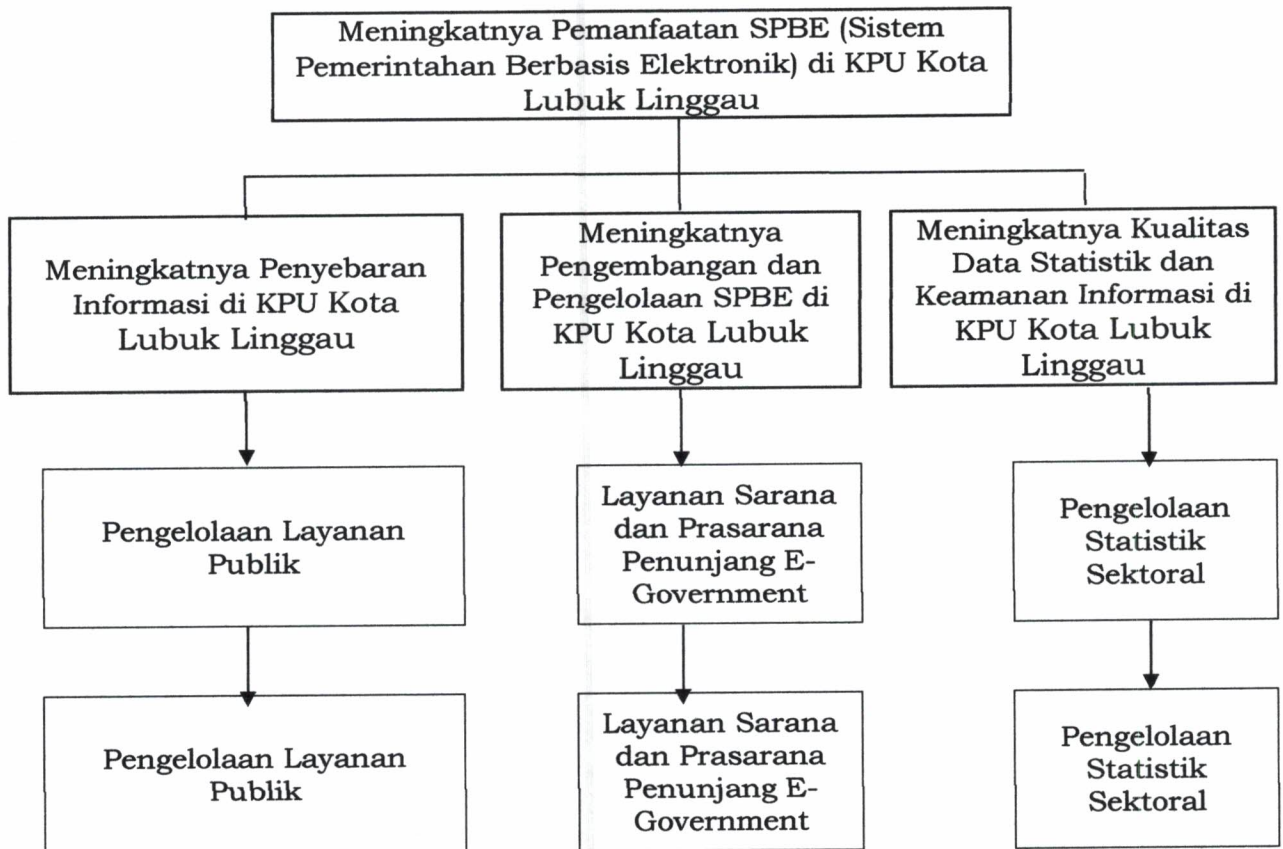 Meningkatnya Pemanfaatan SPBE (Sistem
Pemerintahan Berbasis Elektronik) di KPU Kota
Lubuk Linggau
Meningkatnya Penyebaran
Informasi di KPU Kota
Lubuk Linggau
Meningkatnya
Pengembangan dan
Pengelolaan SPBE di
KPU Kota Lubuk
Linggau
Meningkatnya Kualitas
Data Statistik dan
Keamanan Informasi di
KPU Kota Lubuk
Linggau
Pengelolaan Layanan
Publik
Layanan Sarana
dan Prasarana
Penunjang E-
Government
Pengelolaan
Statistik
Sektoral
Pengelolaan Layanan
Publik
Layanan Sarana
dan Prasarana
Penunjang E-
Government
Pengelolaan
Statistik
Sektoral